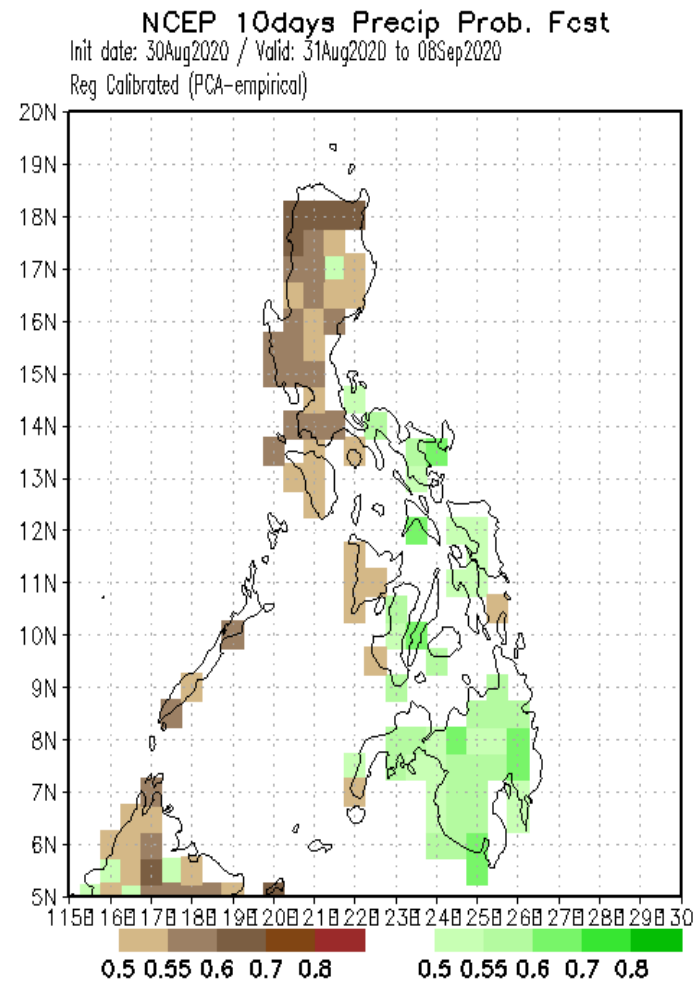 NCEP 10days Precip Prob. Fcst
Init date: 30Aug2020 / Valid: 31Aug2020 to 08Sep2020
Reg Calibrated (PCA-empirical)
20N
19N
18N
17N
16N
15N
14N
13N
12N
11N
10N
9N
8N
7N
6N
5N
0.5 0.55 0.6 0.7 0.8 0.5 0.55 0.6 0.7 0.8